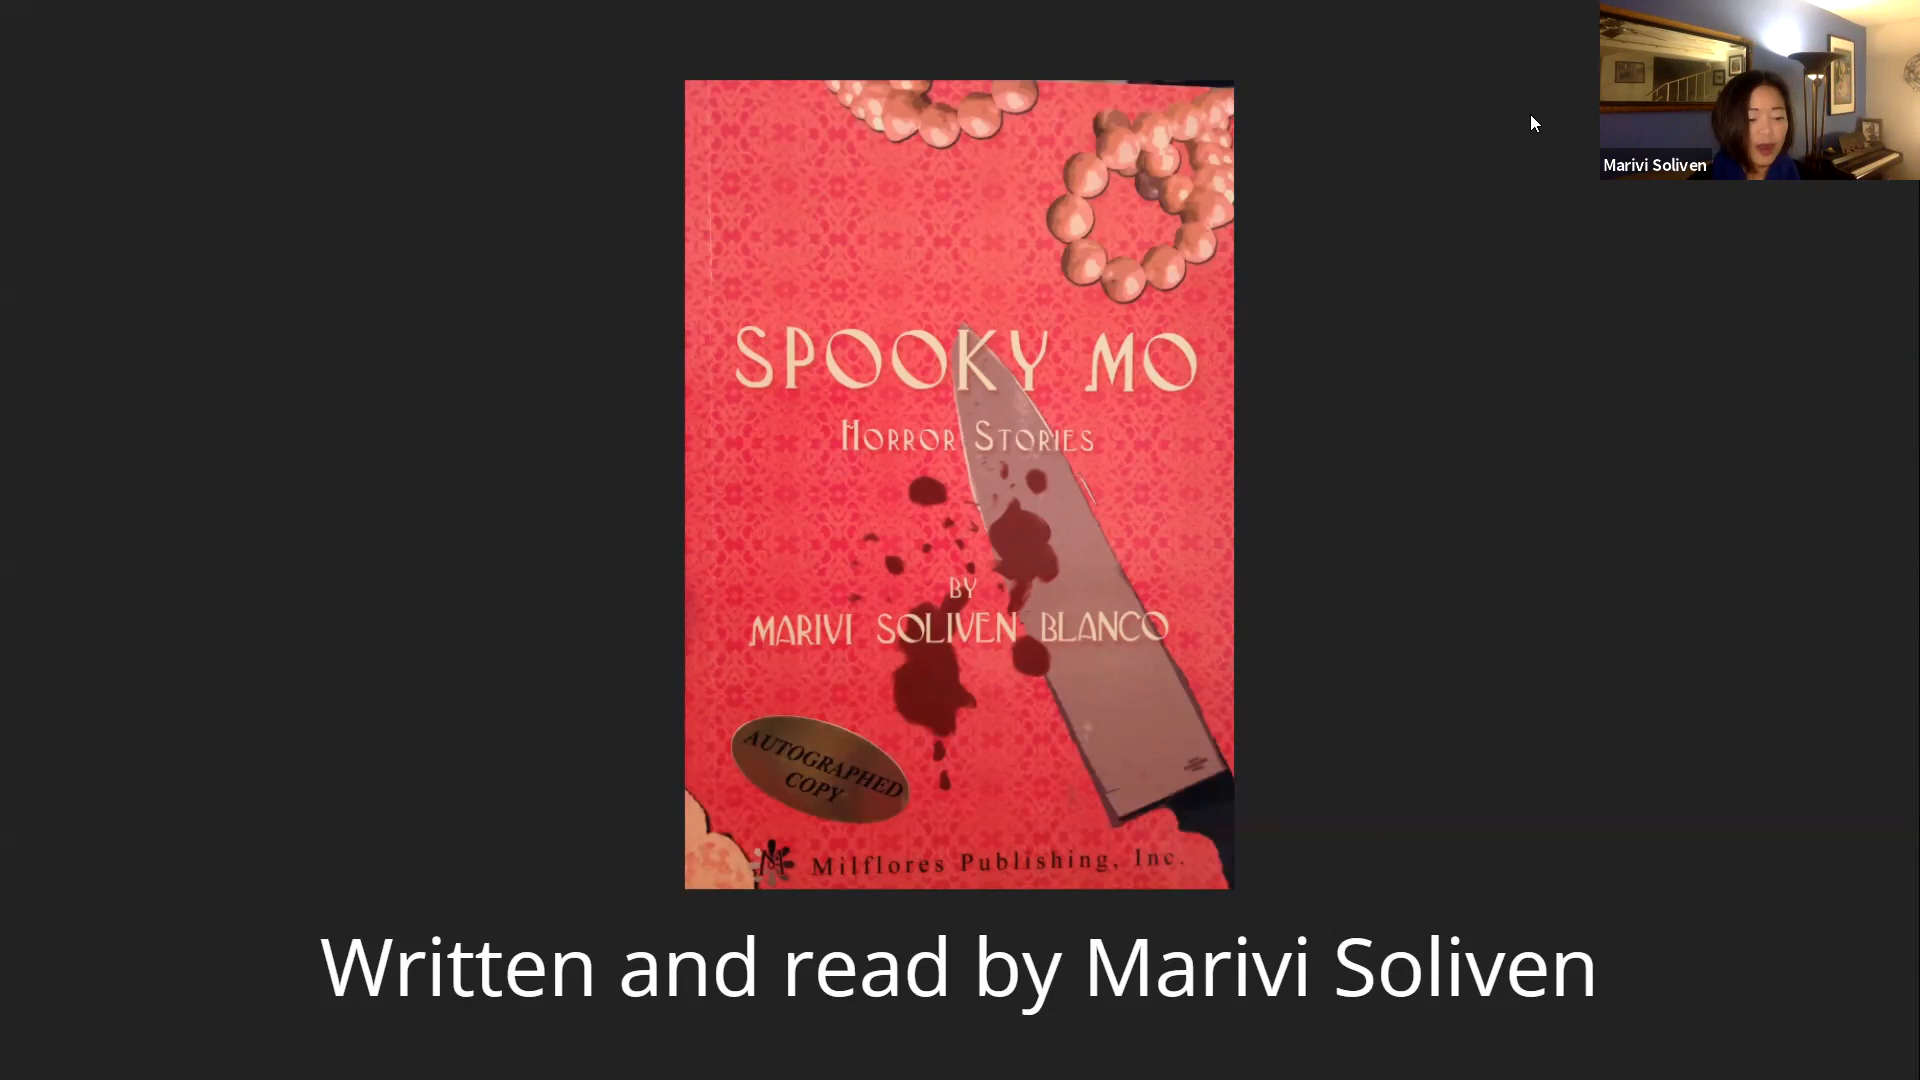 Marivi Soliven
SPOOKY MO
HORROR STORIES
BY
MARIVI SOLIVEN BLANCO
AUTOGRAPHED
COPY
Milflores Publishing, Inc.
Written and read by Marivi Soliven